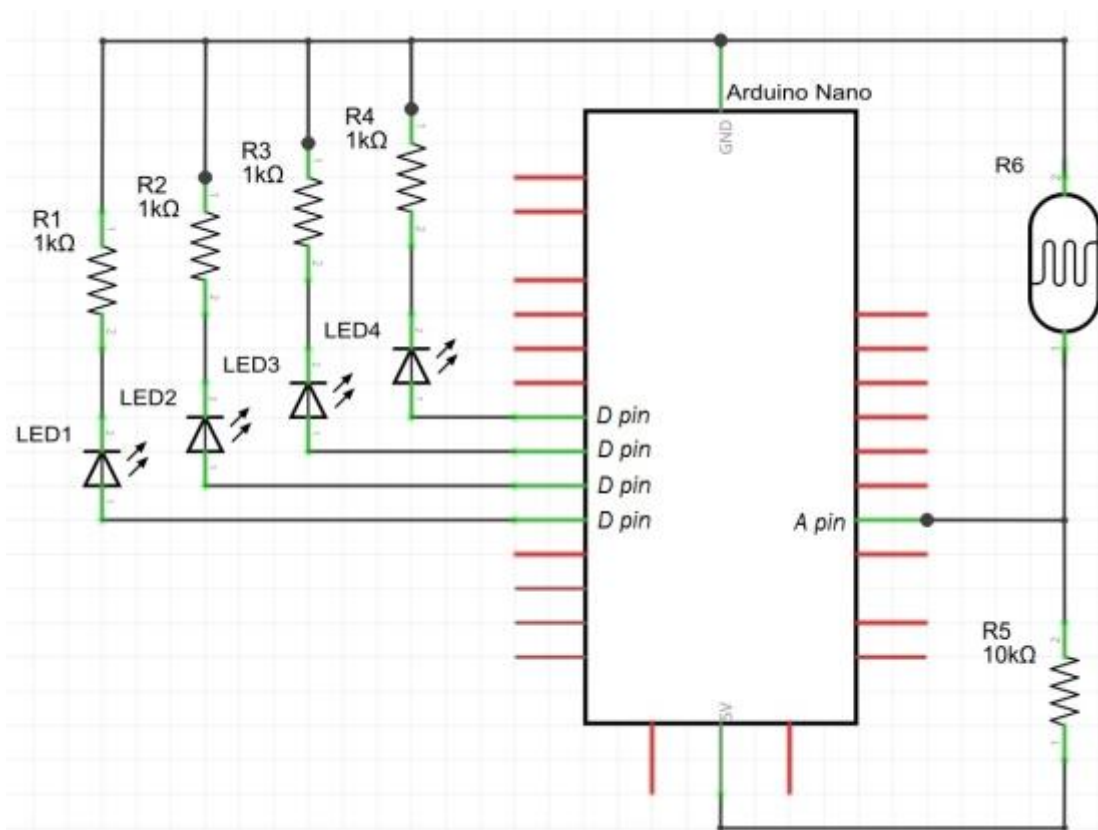 Arduino Nano
GND
R4
1kΩ
R3
1kΩ
R2
1kΩ
R1
1kΩ
R6
LED4
LED3
LED2
LED1
D pin
D pin
D pin
D pin
A pin
R5
10kΩ
5V